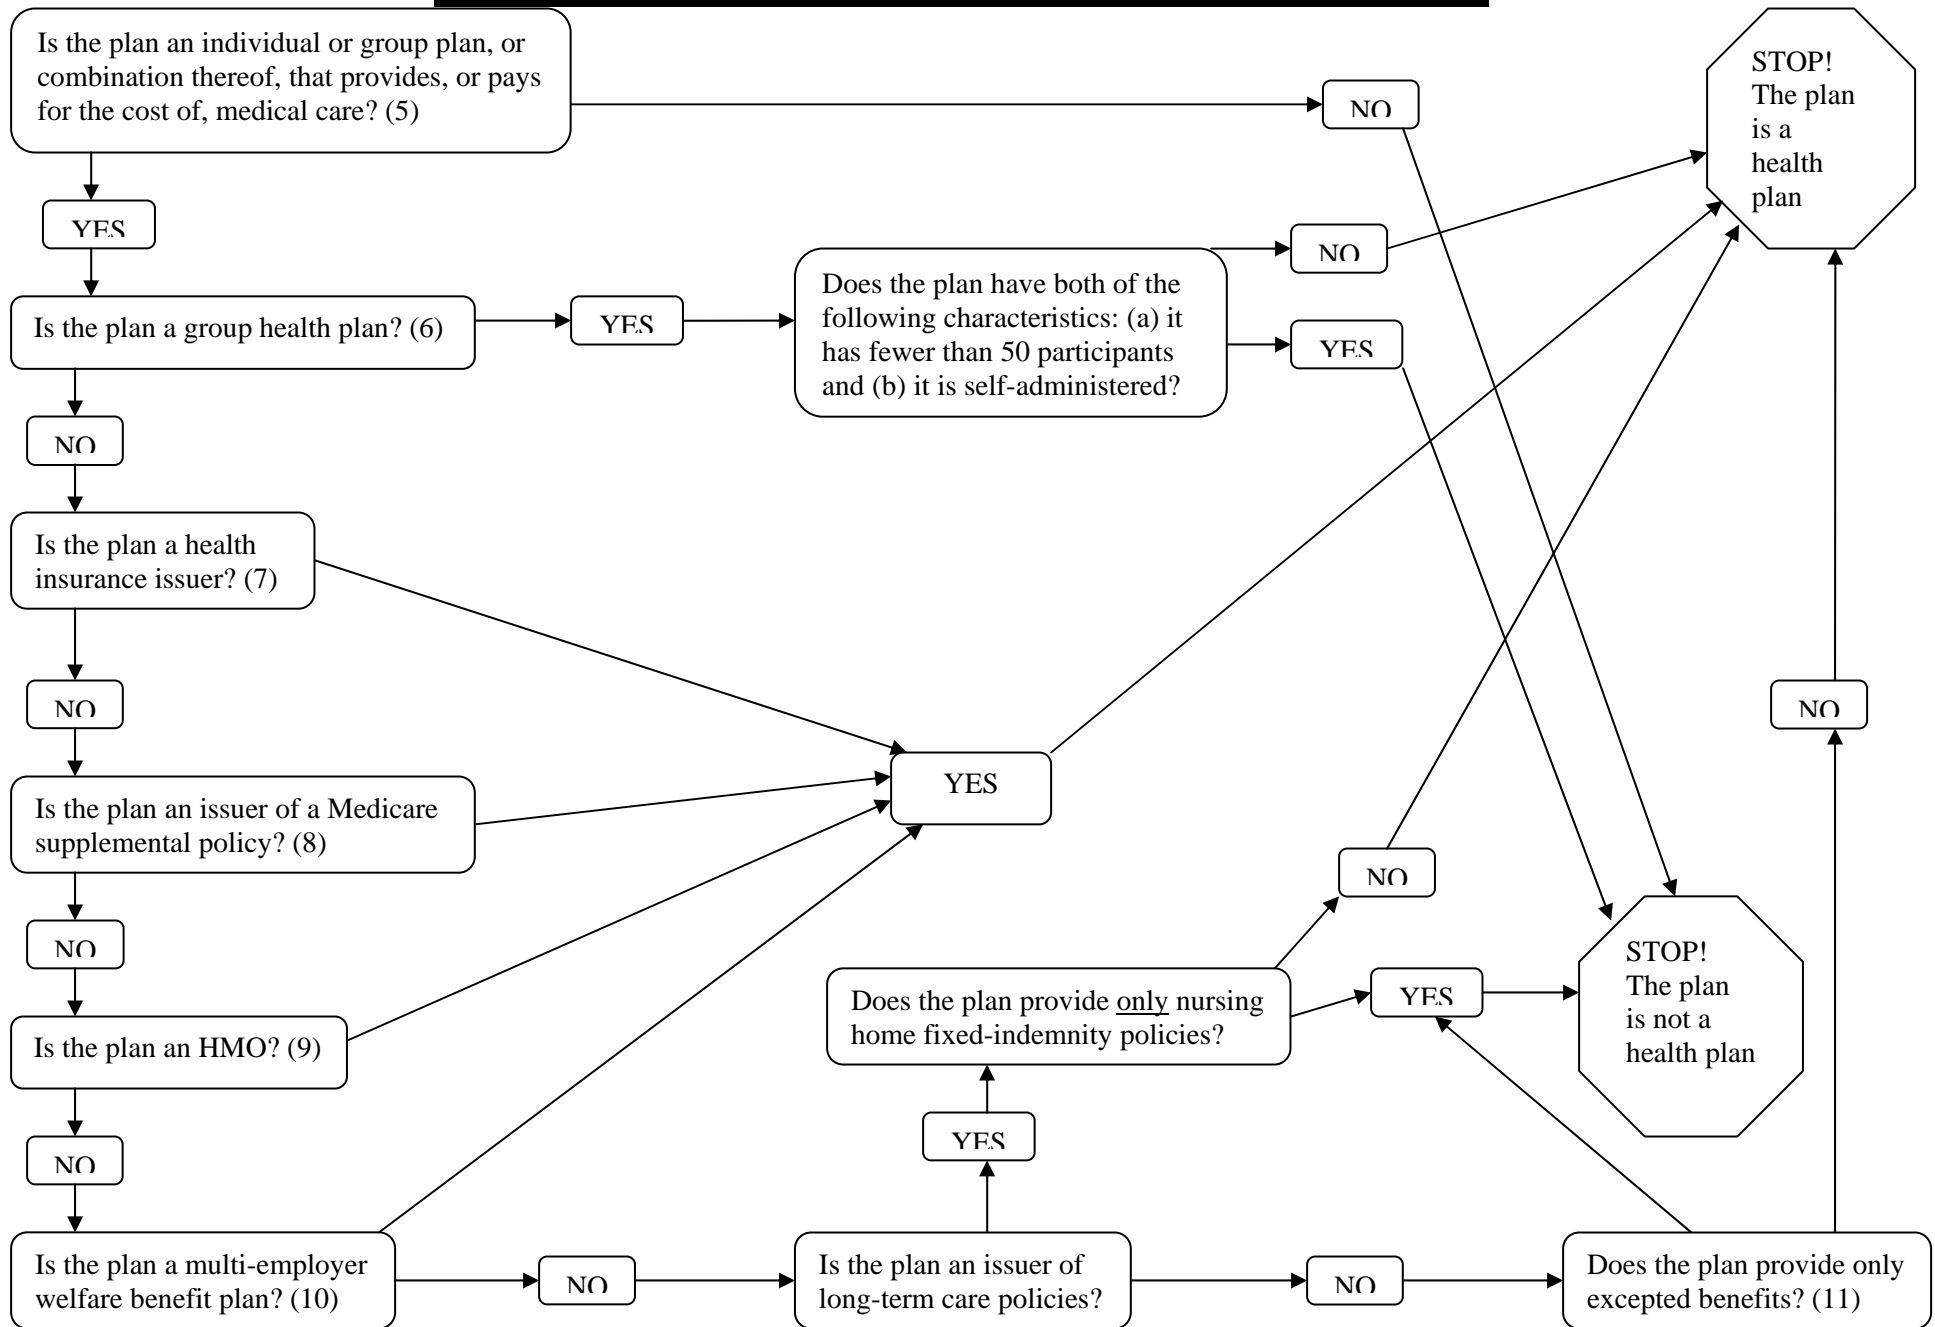 Is the plan an individual or group plan, or
combination thereof, that provides, or pays
for the cost of, medical care? (5)
NO
STOP!
The plan
is a
health
plan
YES
NO
Does the plan have both of the
following characteristics: (a) it
has fewer than 50 participants
and (b) it is self-administered?
Is the plan a group health plan? (6)
YES
YES
NO
Is the plan a health
insurance issuer? (7)
NO
NO
Is the plan an issuer of a Medicare
supplemental policy? (8)
YES
NO
NO
STOP!
The plan
is not a
health plan
Does the plan provide only nursing
home fixed-indemnity policies?
YES
Is the plan an HMO? (9)
YES
NO
Is the plan a multi-employer
welfare benefit plan? (10)
NO
Is the plan an issuer of
long-term care policies?
NO
Does the plan provide only
excepted benefits? (11)